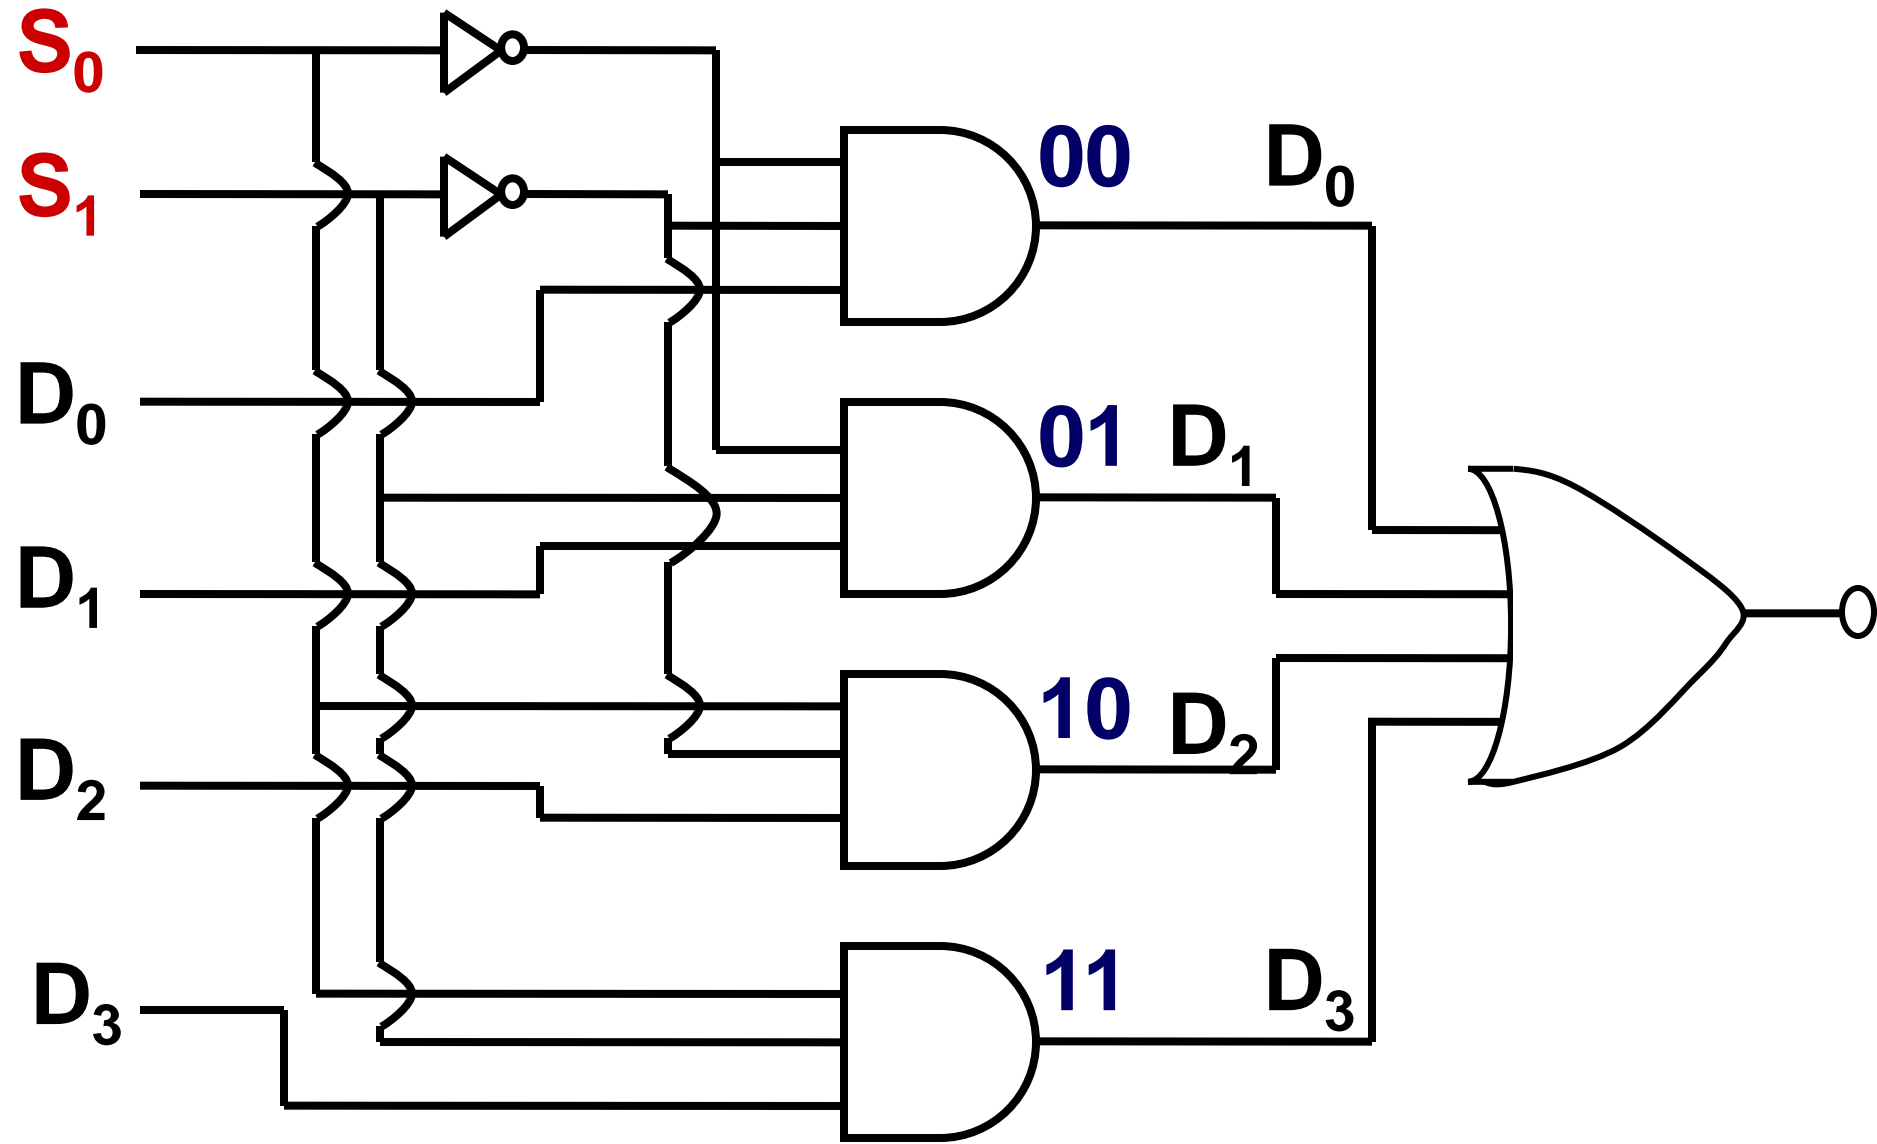 S₀
S₁
D₀
D₁
D₂
D₃
00 D₀
01 D₁
10 D₂
11 D₃